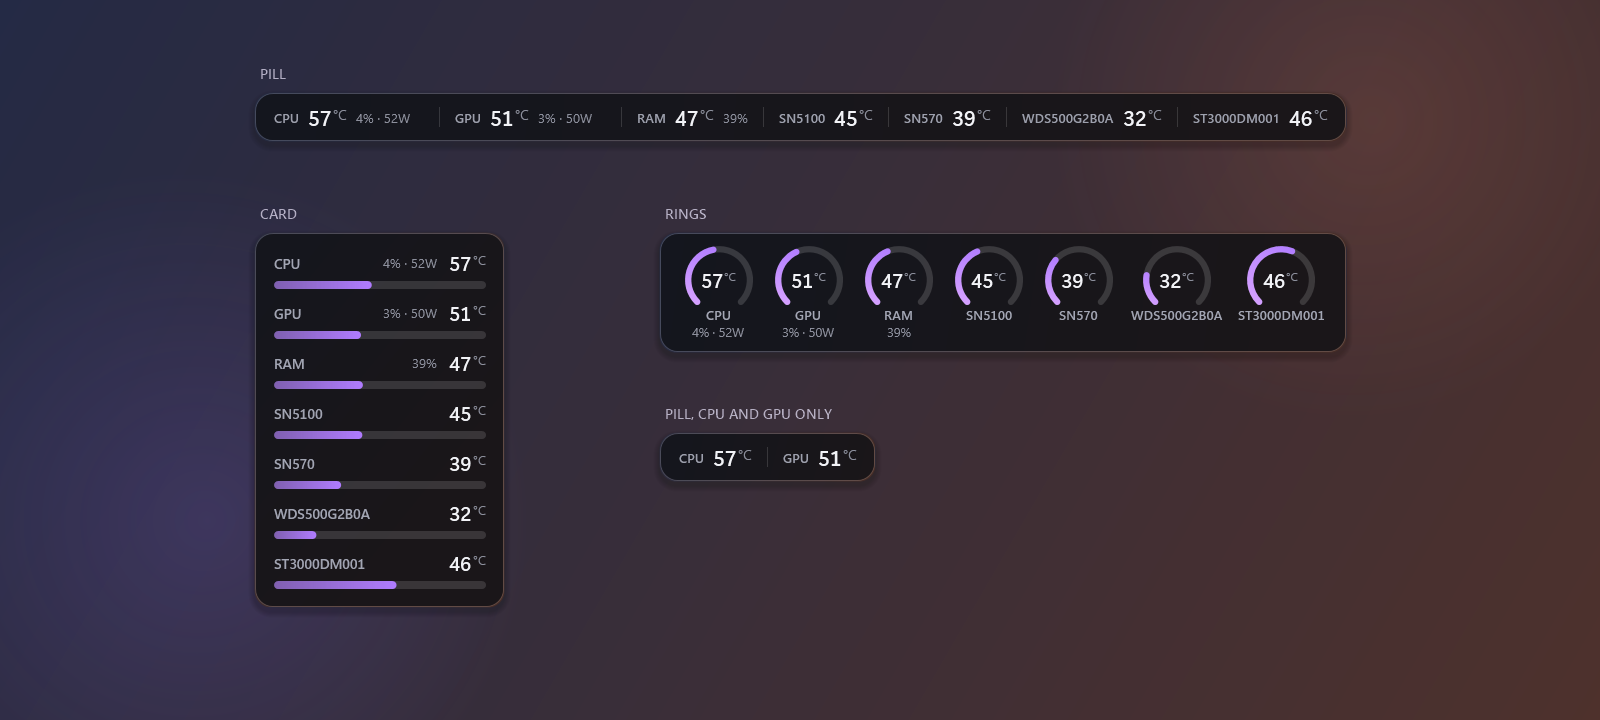 PILL
CPU 57°C 4% · 52W GPU 51°C 3% · 50W RAM 47°C 39% SN5100 45°C SN570 39°C WDS500G2B0A 32°C ST3000DM001 46°C
CARD
CPU 4% · 52W 57°C
GPU 3% · 50W 51°C
RAM 39% 47°C
SN5100 45°C
SN570 39°C
WDS500G2B0A 32°C
ST3000DM001 46°C
RINGS
57°C 51°C 47°C 45°C 39°C 32°C 46°C
CPU GPU RAM SN5100 SN570 WDS500G2B0A ST3000DM001
4% · 52W 3% · 50W 39%
PILL, CPU AND GPU ONLY
CPU 57°C GPU 51°C